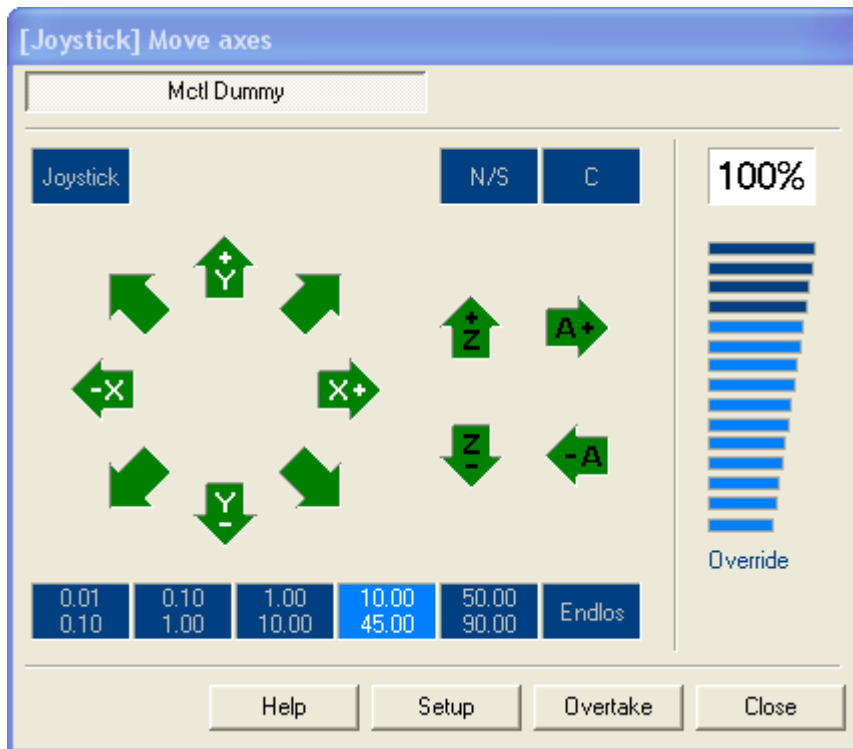 [Joystick] Move axes
Mctl Dummy
Joystick
N/S
C
100%
+
Y
-X
X+
Y
-
+
Z
A+
Z
-
-A
Override
0.01
0.10
0.10
1.00
1.00
10.00
10.00
45.00
50.00
90.00
Endlos
Help
Setup
Overtake
Close